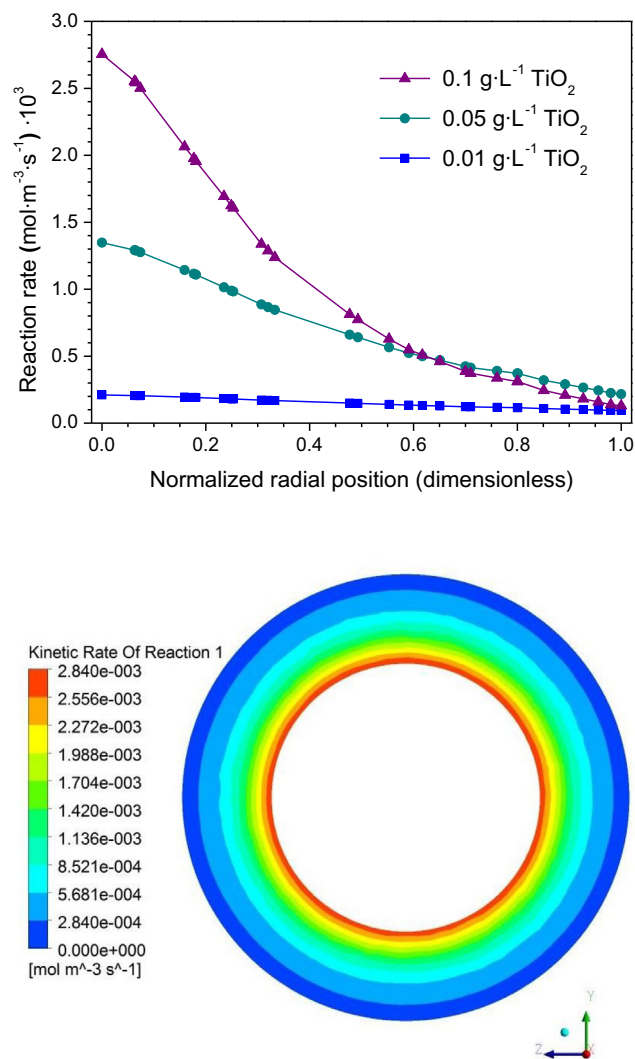 3.0
2.5
2.0
1.5
1.0
0.5
0.0
Reaction rate (mol·m⁻³·s⁻¹) ·10³
0.1 g·L⁻¹ TiO₂
0.05 g·L⁻¹ TiO₂
0.01 g·L⁻¹ TiO₂
0.0 0.2 0.4 0.6 0.8 1.0
Normalized radial position (dimensionless)
Kinetic Rate Of Reaction 1
2.840e-003
2.556e-003
2.272e-003
1.988e-003
1.704e-003
1.420e-003
1.136e-003
8.521e-004
5.681e-004
2.840e-004
0.000e+000
[mol m^-3 s^-1]
Y
Z X